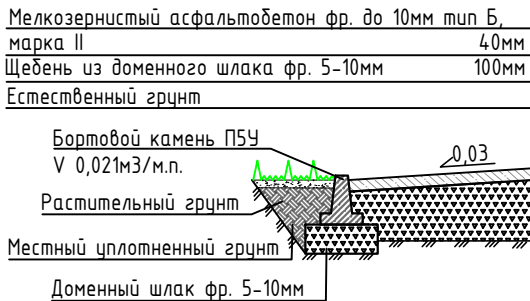 Мелкозернистый асфальтобетон фр. до 10мм тип Б,
марка II 40мм
Щебень из доменного шлака фр. 5-10мм 100мм
Естественный грунт
Бортовой камень П5У
V 0,021м3/м.п.
0,03
Растительный грунт
Местный уплотненный грунт
Доменный шлак фр. 5-10мм